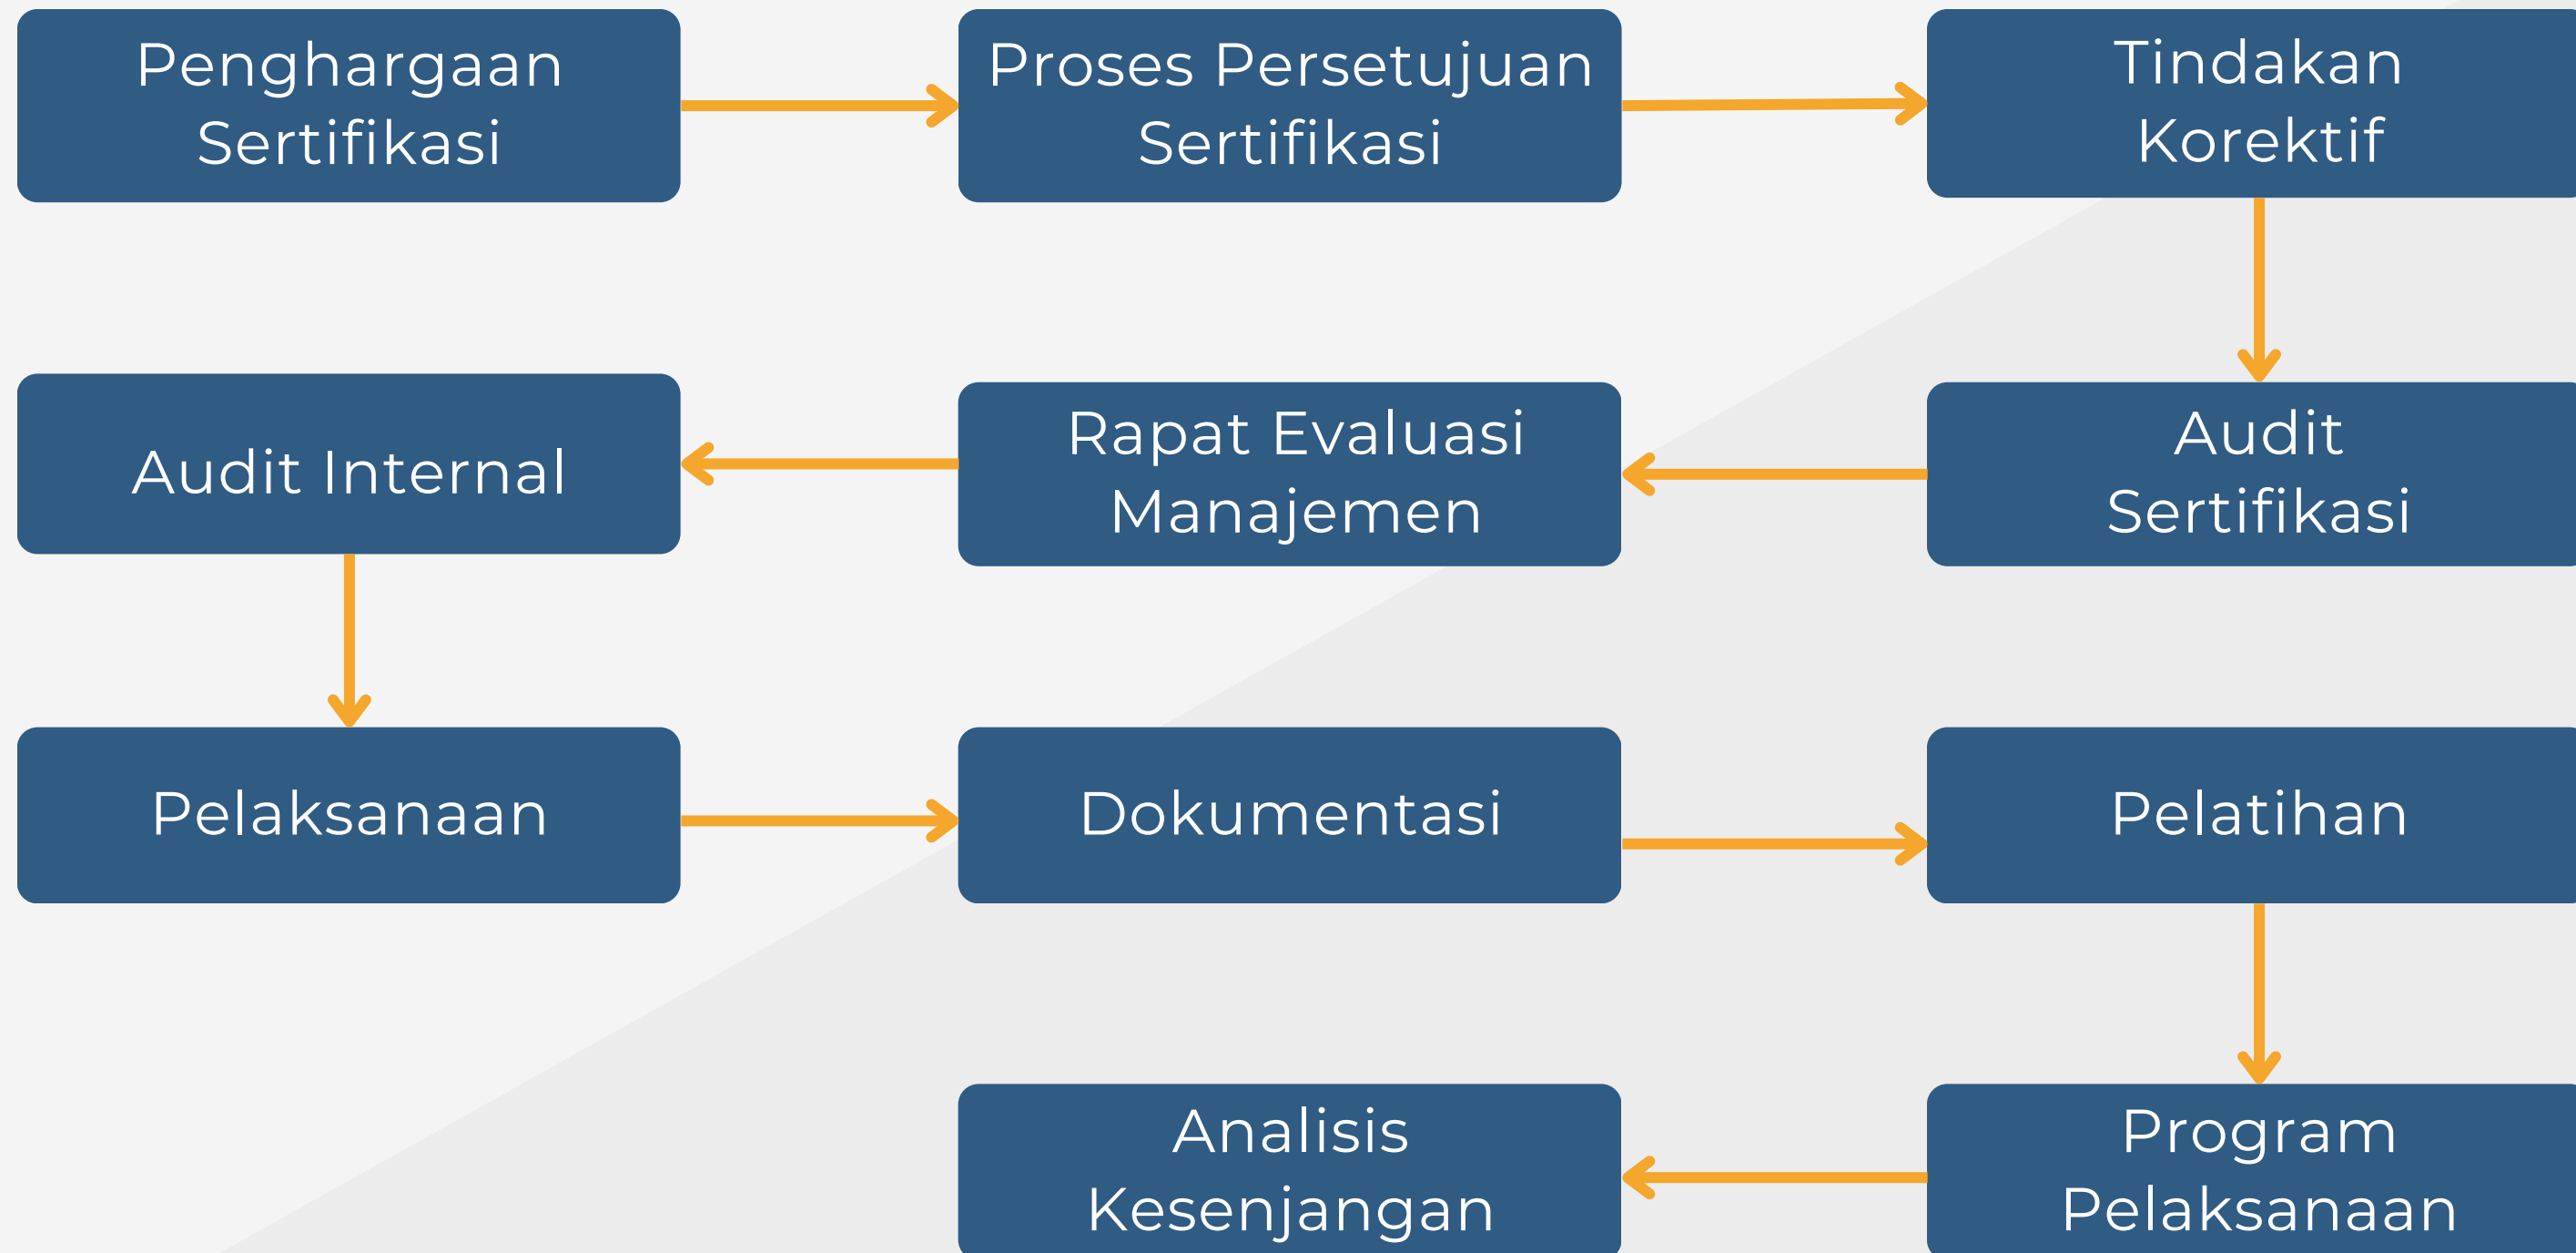 Penghargaan
Sertifikasi
Proses Persetujuan
Sertifikasi
Tindakan
Korektif
Audit Internal
Rapat Evaluasi
Manajemen
Audit
Sertifikasi
Pelaksanaan
Dokumentasi
Pelatihan
Analisis
Kesenjangan
Program
Pelaksanaan